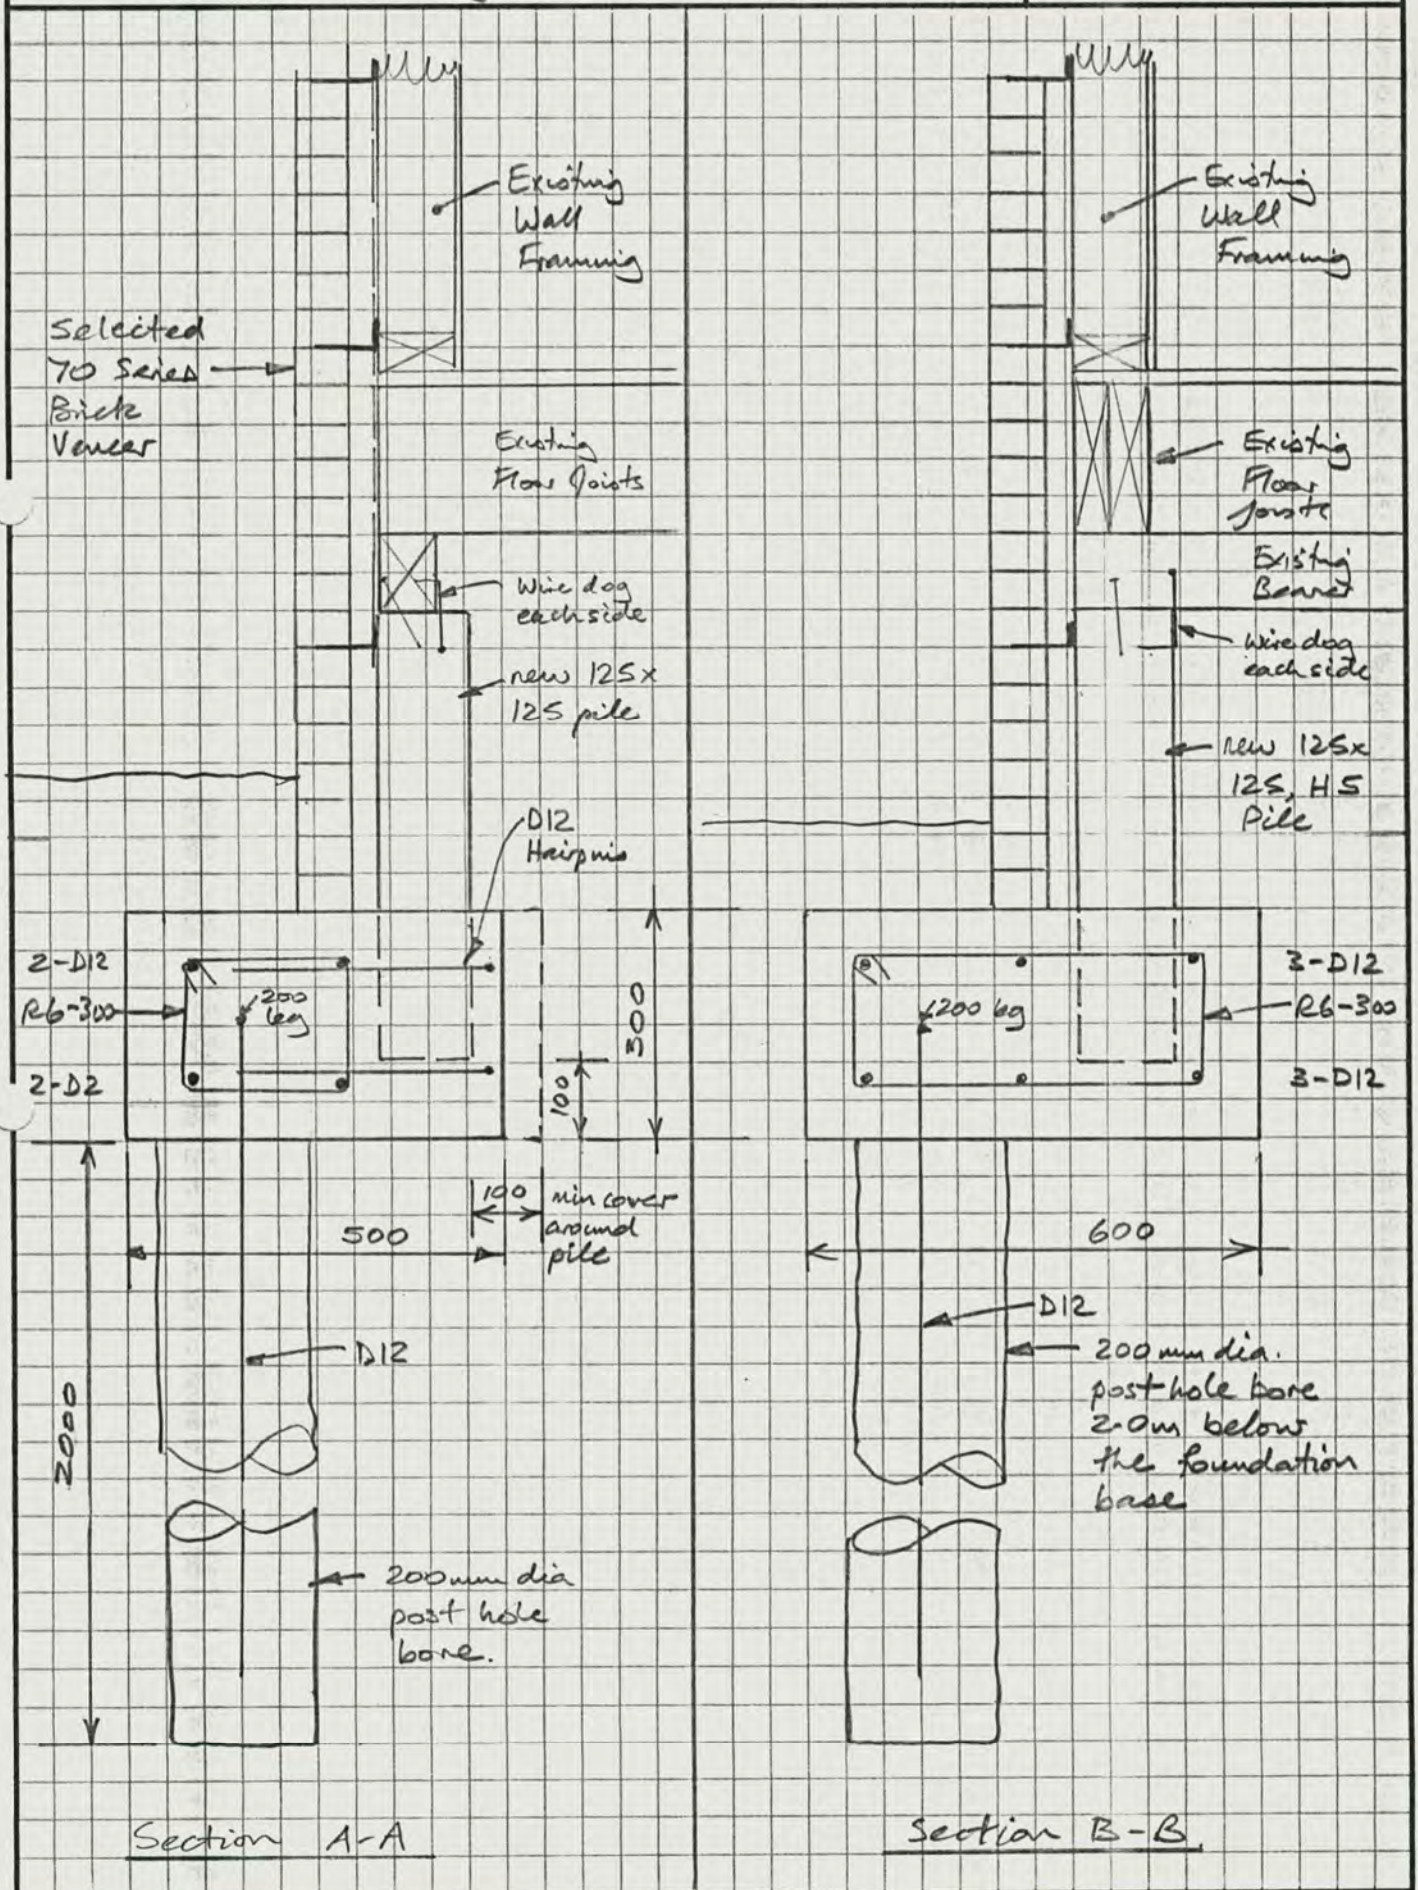 Existing
Wall
Framing
Selected
70 Series
Brick
Veneer
Existing
Floor Joists
Wire dog
each side
new 125x
125 pile
D12
Hairpins
2-D12
R6-300
2-D2
200
leg
300
100
100
min cover
around
pile
500
2000
D12
200mm dia
post hole
bore.
Section A-A
Existing
Wall
Framing
Existing
Floor
Joists
Existing
Bearer
Wire dog
each side
new 125x
125, H5
Pile
3-D12
R6-300
3-D12
200 leg
600
D12
200mm dia.
post hole bore
2.0m below
the foundation
base
Section B-B